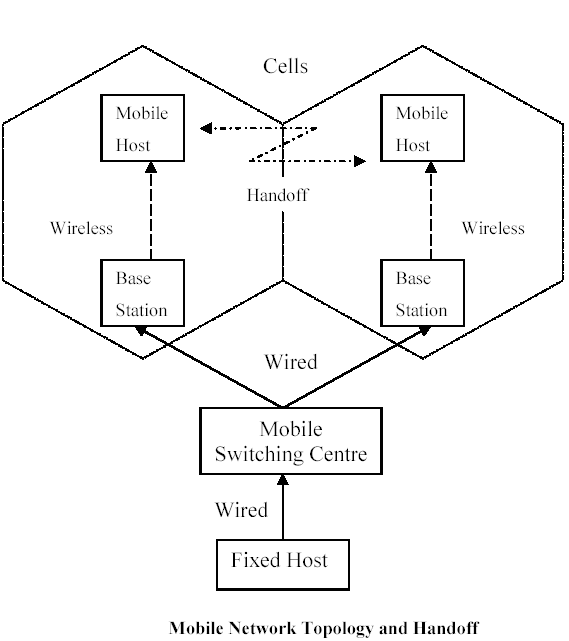 Cells
Mobile
Host
Mobile
Host
Handoff
Wireless
Wireless
Base
Station
Base
Station
Wired
Mobile
Switching Centre
Wired
Fixed Host
Mobile Network Topology and Handoff